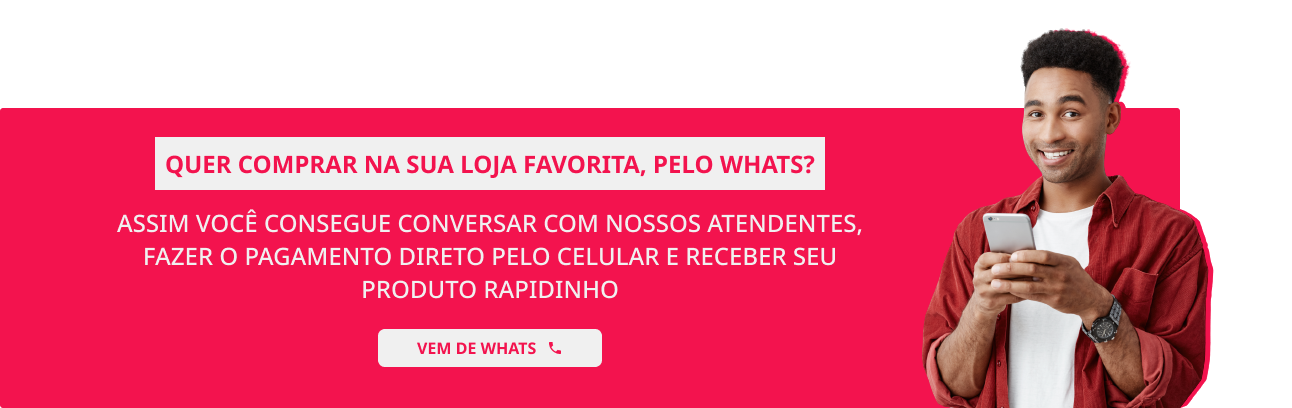 QUER COMPRAR NA SUA LOJA FAVORITA, PELO WHATS?
ASSIM VOCÊ CONSEGUE CONVERSAR COM NOSSOS ATENDENTES,
FAZER O PAGAMENTO DIRETO PELO CELULAR E RECEBER SEU
PRODUTO RAPIDINHO
VEM DE WHATS